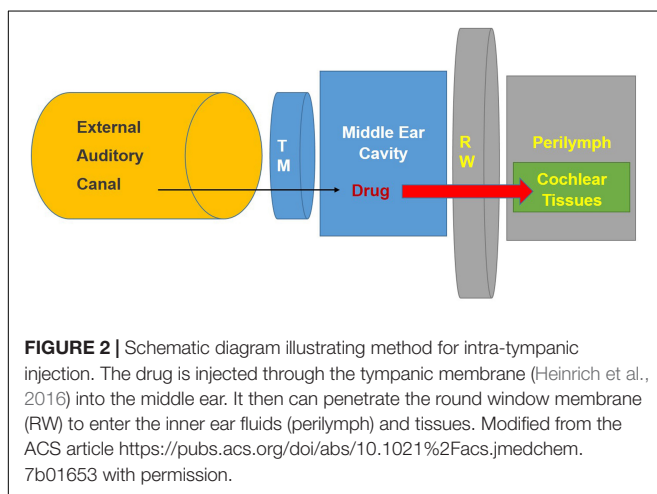 External
Auditory
Canal
T
M
Middle Ear
Cavity
Drug
R
W
Perilymph
Cochlear
Tissues
FIGURE 2 | Schematic diagram illustrating method for intra-tympanic
injection. The drug is injected through the tympanic membrane (Heinrich et al.,
2016) into the middle ear. It then can penetrate the round window membrane
(RW) to enter the inner ear fluids (perilymph) and tissues. Modified from the
ACS article https://pubs.acs.org/doi/abs/10.1021%2Facs.jmedchem.
7b01653 with permission.